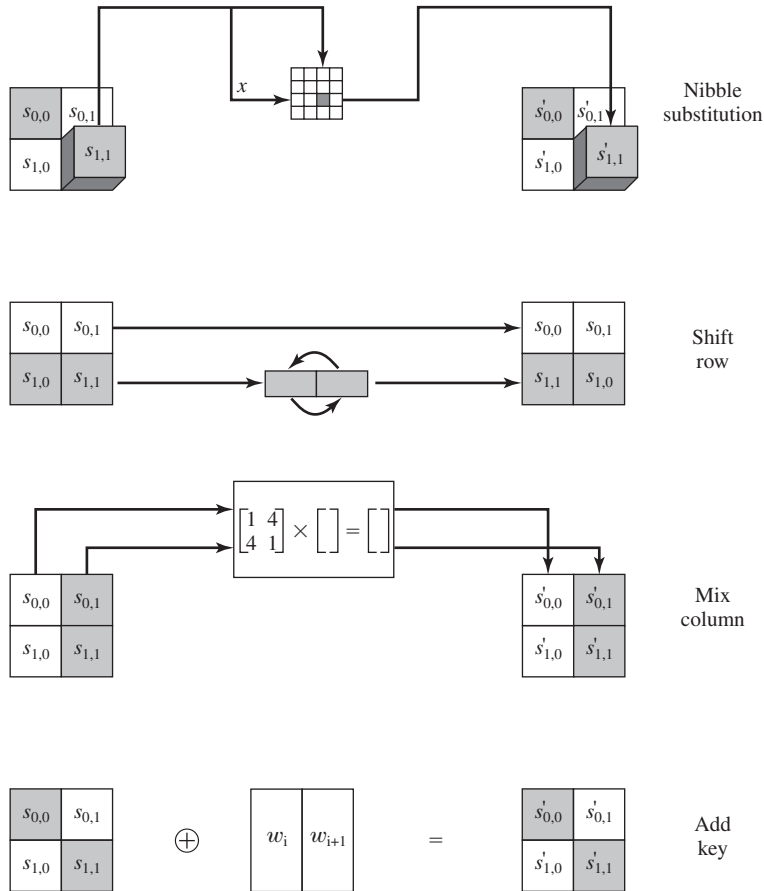 x
s0,0 s0,1 s'0,0 s'0,1
Nibble
substitution
s1,0 s1,1 s'1,0 s'1,1
s0,0 s0,1 s0,0 s0,1
Shift
row
s1,0 s1,1 s1,1 s1,0
[1 4
4 1] × [ ] = [ ]
s0,0 s0,1 s'0,0 s'0,1
Mix
column
s1,0 s1,1 s'1,0 s'1,1
s0,0 s0,1 s'0,0 s'0,1
⊕ wi wi+1 =
Add
key
s1,0 s1,1 s'1,0 s'1,1